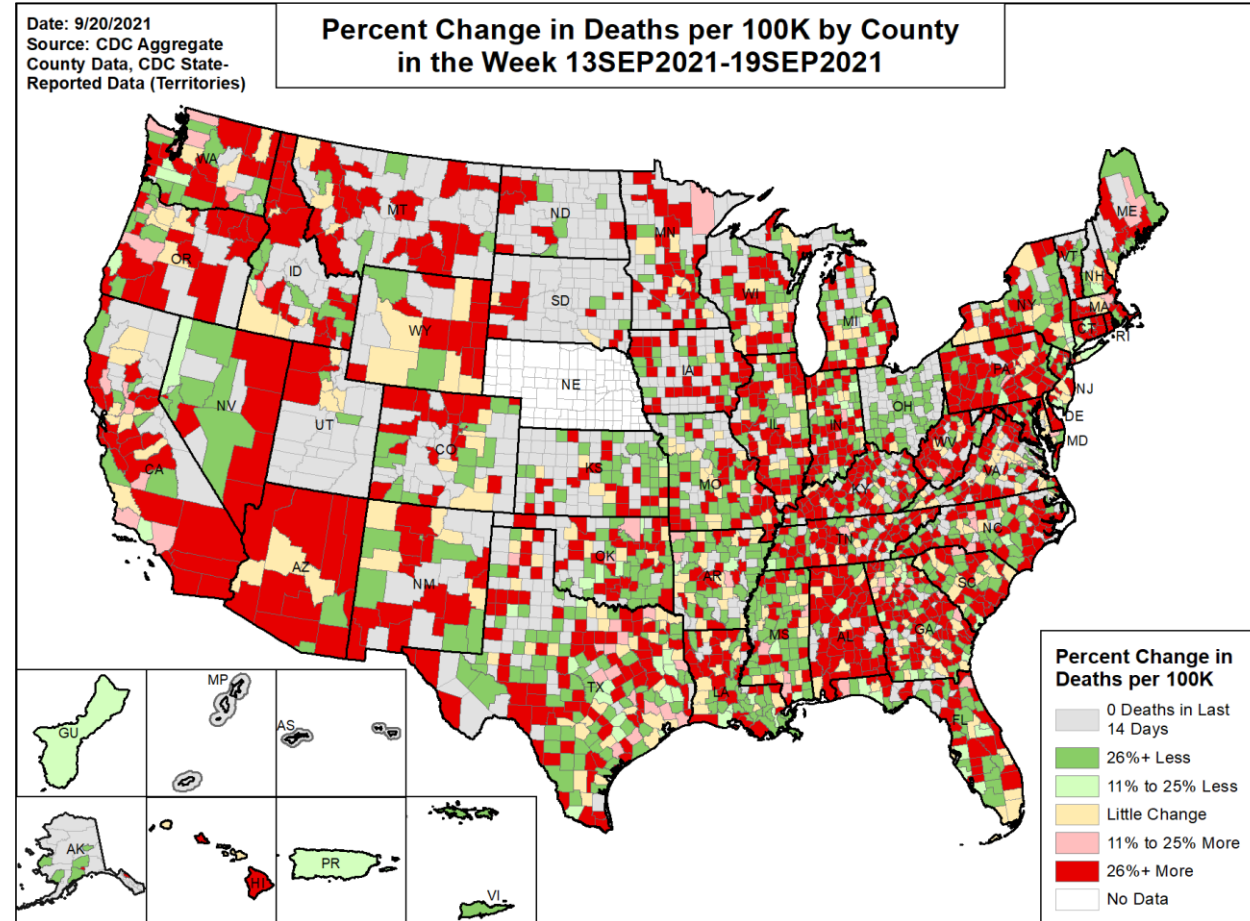 Date: 9/20/2021
Source: CDC Aggregate
County Data, CDC State-
Reported Data (Territories)
Percent Change in Deaths per 100K by County
in the Week 13SEP2021-19SEP2021
WA
MT
ND
MN
ME
OR
ID
SD
WI
MI
VT
NH
NY
MA
CT
RI
WY
NE
IA
PA
NJ
NV
UT
CO
KS
MO
IL
IN
OH
WV
DE
MD
VA
CA
KY
AZ
NM
OK
AR
TN
NC
SC
TX
LA
MS
AL
GA
FL
GU
MP
AS
AK
HI
PR
VI
Percent Change in
Deaths per 100K
0 Deaths in Last
14 Days
26%+ Less
11% to 25% Less
Little Change
11% to 25% More
26%+ More
No Data